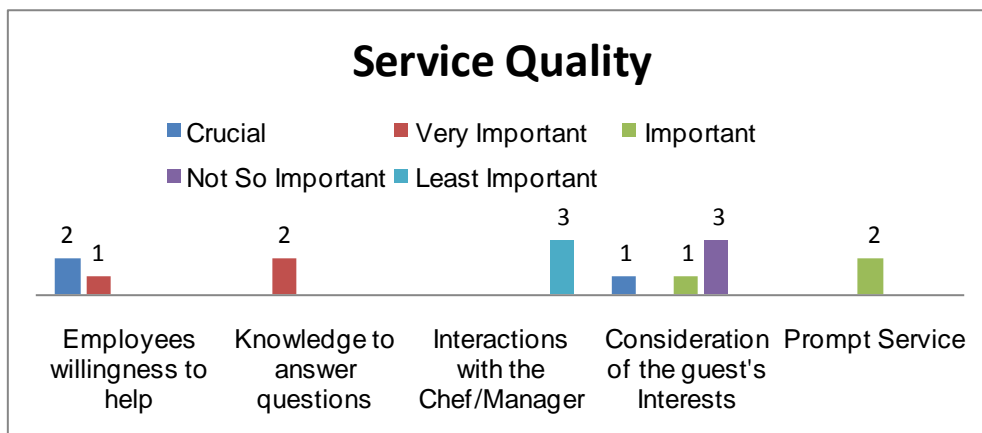 Service Quality
Crucial Very Important Important
Not So Important Least Important
2 1 2 3 1 1 3 2
Employees Knowledge to Interactions Consideration Prompt Service
willingness to answer with the of the guest's
help questions Chef/Manager Interests